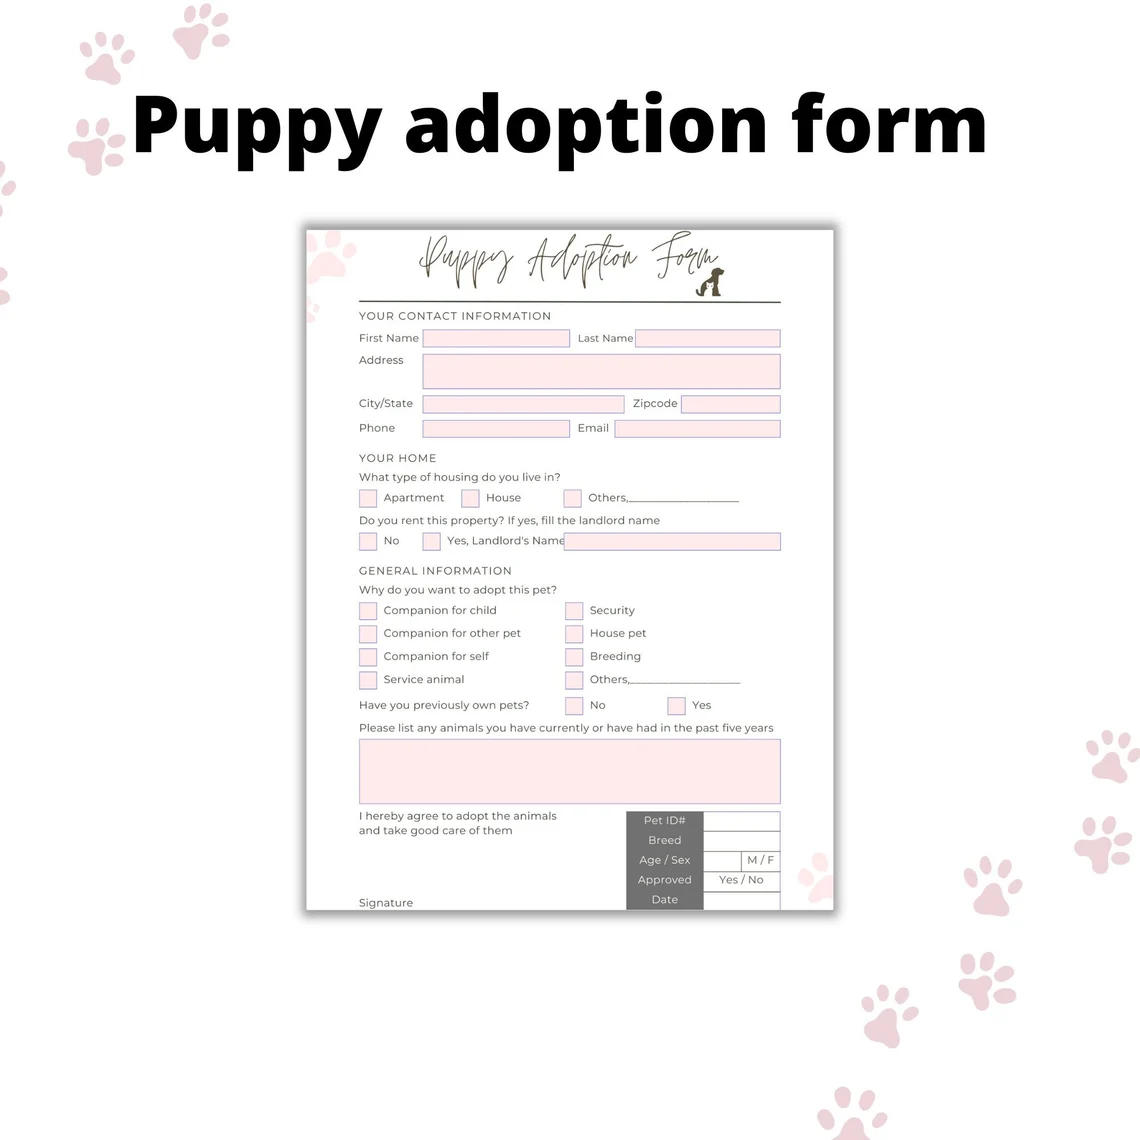 Puppy adoption form
Puppy Adoption Form
YOUR CONTACT INFORMATION
First Name Last Name
Address
City/State Zipcode
Phone Email
YOUR HOME
What type of housing do you live in?
Apartment House Others,____________________
Do you rent this property? If yes, fill the landlord name
No Yes, Landlord's Name
GENERAL INFORMATION
Why do you want to adopt this pet?
Companion for child Security
Companion for other pet House pet
Companion for self Breeding
Service animal Others,____________________
Have you previously own pets? No Yes
Please list any animals you have currently or have had in the past five years
I hereby agree to adopt the animals
and take good care of them
Pet ID#
Breed
Age / Sex M / F
Approved Yes / No
Date
Signature